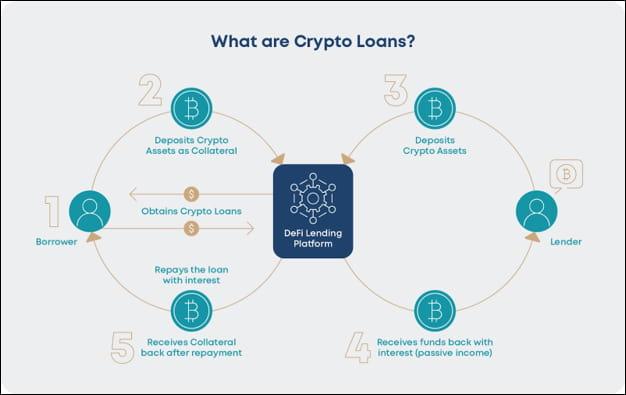 What are Crypto Loans?
2
Deposits Crypto
Assets as Collateral
3
Deposits
Crypto Assets
1
Borrower
$
Obtains Crypto Loans
$
DeFi Lending
Platform
Lender
Repays the loan
with interest
5
Receives Collateral
back after repayment
4
Receives funds back with
interest (passive income)